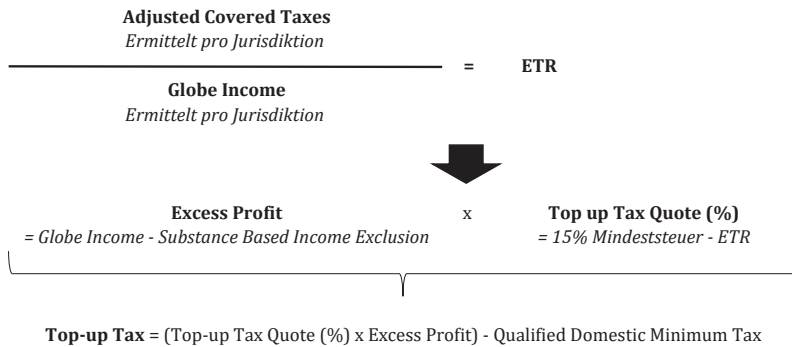 Adjusted Covered Taxes
Ermittelt pro Jurisdiktion
= ETR
Globe Income
Ermittelt pro Jurisdiktion
Excess Profit x Top up Tax Quote (%)
= Globe Income - Substance Based Income Exclusion = 15% Mindeststeuer - ETR
Top-up Tax = (Top-up Tax Quote (%) x Excess Profit) - Qualified Domestic Minimum Tax